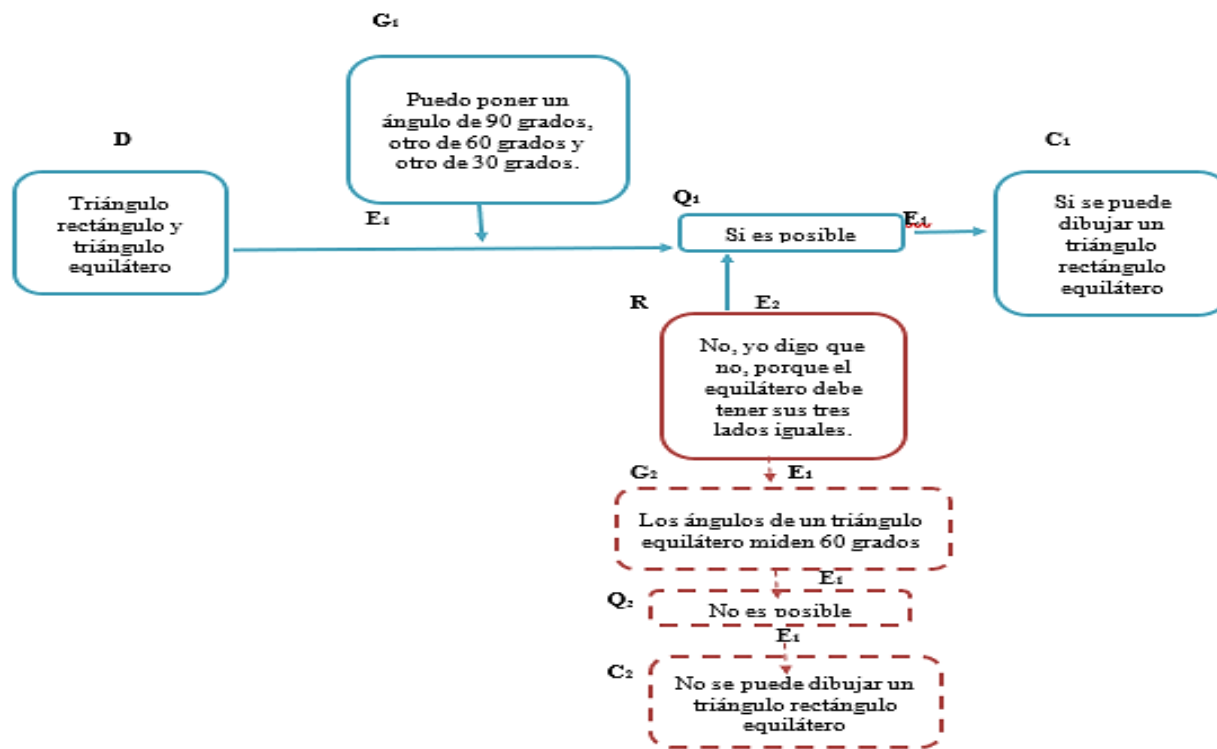 G₁
Puedo poner un
ángulo de 90 grados,
otro de 60 grados y
otro de 30 grados.
D
Triángulo
rectángulo y
triángulo
equilátero
E₁
Q₁
Si es posible
E₁
C₁
Si se puede
dibujar un
triángulo
rectángulo
equilátero
R
E₂
No, yo digo que
no, porque el
equilátero debe
tener sus tres
lados iguales.
G₂
E₁
Los ángulos de un triángulo
equilátero miden 60 grados
E₁
Q₂
No es posible
E₁
C₂
No se puede dibujar un
triángulo rectángulo
equilátero